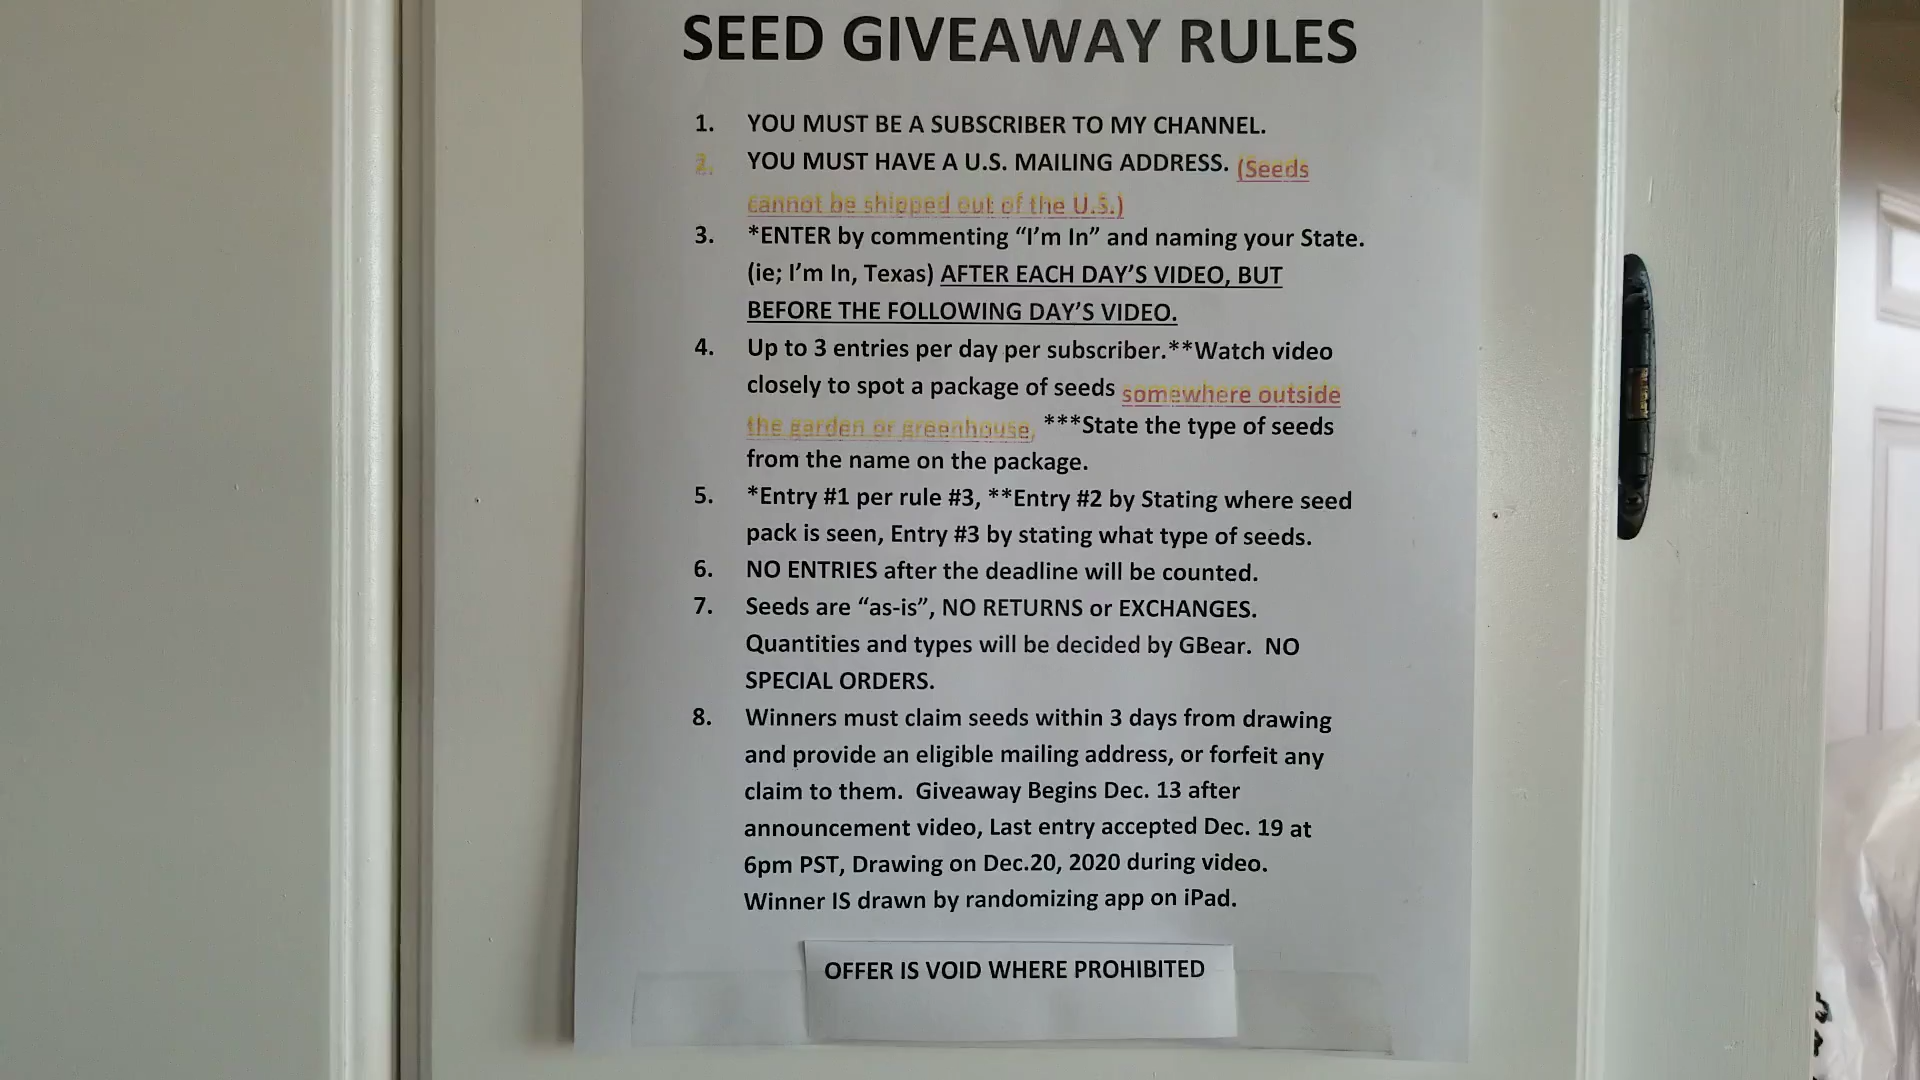 SEED GIVEAWAY RULES
1. YOU MUST BE A SUBSCRIBER TO MY CHANNEL.
2. YOU MUST HAVE A U.S. MAILING ADDRESS. (Seeds
cannot be shipped out of the U.S.)
3. *ENTER by commenting “I’m In” and naming your State.
(ie; I’m In, Texas) AFTER EACH DAY’S VIDEO, BUT
BEFORE THE FOLLOWING DAY’S VIDEO.
4. Up to 3 entries per day per subscriber.**Watch video
closely to spot a package of seeds somewhere outside
the garden or greenhouse, ***State the type of seeds
from the name on the package.
5. *Entry #1 per rule #3, **Entry #2 by Stating where seed
pack is seen, Entry #3 by stating what type of seeds.
6. NO ENTRIES after the deadline will be counted.
7. Seeds are “as-is”, NO RETURNS or EXCHANGES.
Quantities and types will be decided by GBear. NO
SPECIAL ORDERS.
8. Winners must claim seeds within 3 days from drawing
and provide an eligible mailing address, or forfeit any
claim to them. Giveaway Begins Dec. 13 after
announcement video, Last entry accepted Dec. 19 at
6pm PST, Drawing on Dec.20, 2020 during video.
Winner IS drawn by randomizing app on iPad.
OFFER IS VOID WHERE PROHIBITED